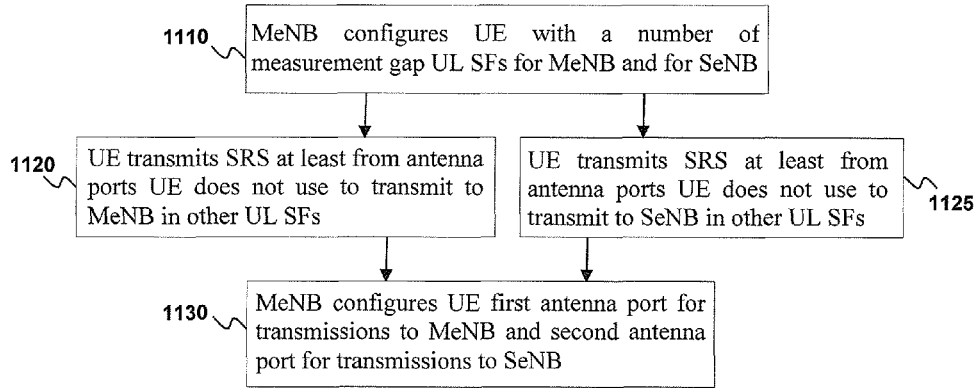 1110
MeNB configures UE with a number of
measurement gap UL SFs for MeNB and for SeNB
1120
UE transmits SRS at least from antenna
ports UE does not use to transmit to
MeNB in other UL SFs
UE transmits SRS at least from
antenna ports UE does not use to
transmit to SeNB in other UL SFs
1125
1130
MeNB configures UE first antenna port for
transmissions to MeNB and second antenna
port for transmissions to SeNB